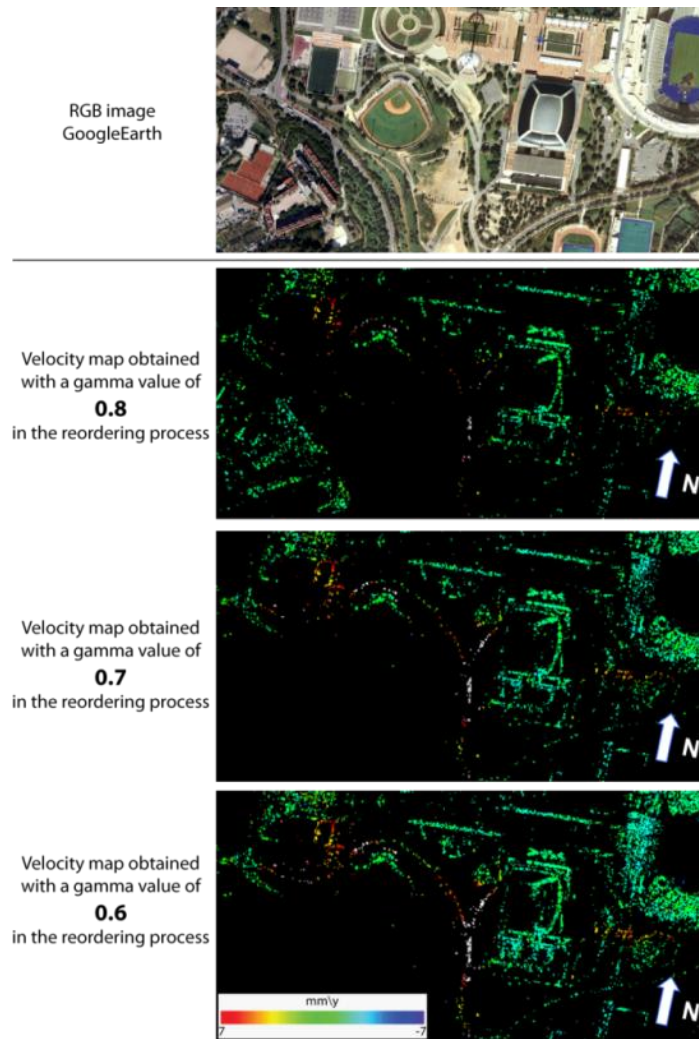 RGB image
GoogleEarth
Velocity map obtained
with a gamma value of
0.8
in the reordering process
N
Velocity map obtained
with a gamma value of
0.7
in the reordering process
N
Velocity map obtained
with a gamma value of
0.6
in the reordering process
mm\y
7
-7
N